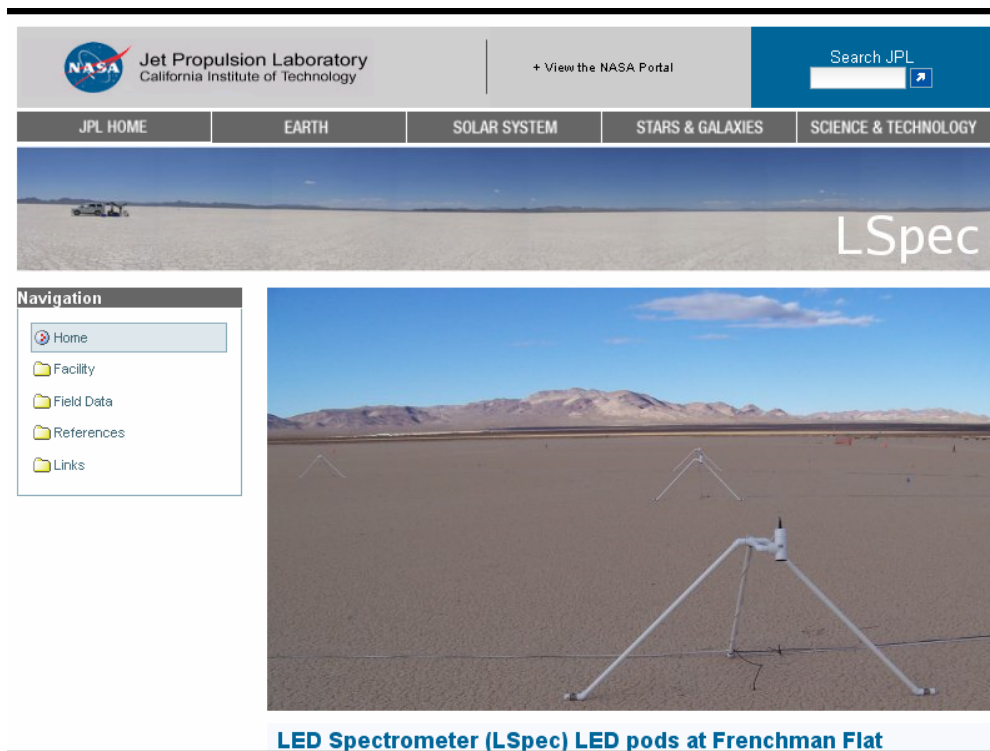 NASA
Jet Propulsion Laboratory
California Institute of Technology
+ View the NASA Portal
Search JPL
JPL HOME
EARTH
SOLAR SYSTEM
STARS & GALAXIES
SCIENCE & TECHNOLOGY
LSpec
Navigation
Home
Facility
Field Data
References
Links
LED Spectrometer (LSpec) LED pods at Frenchman Flat